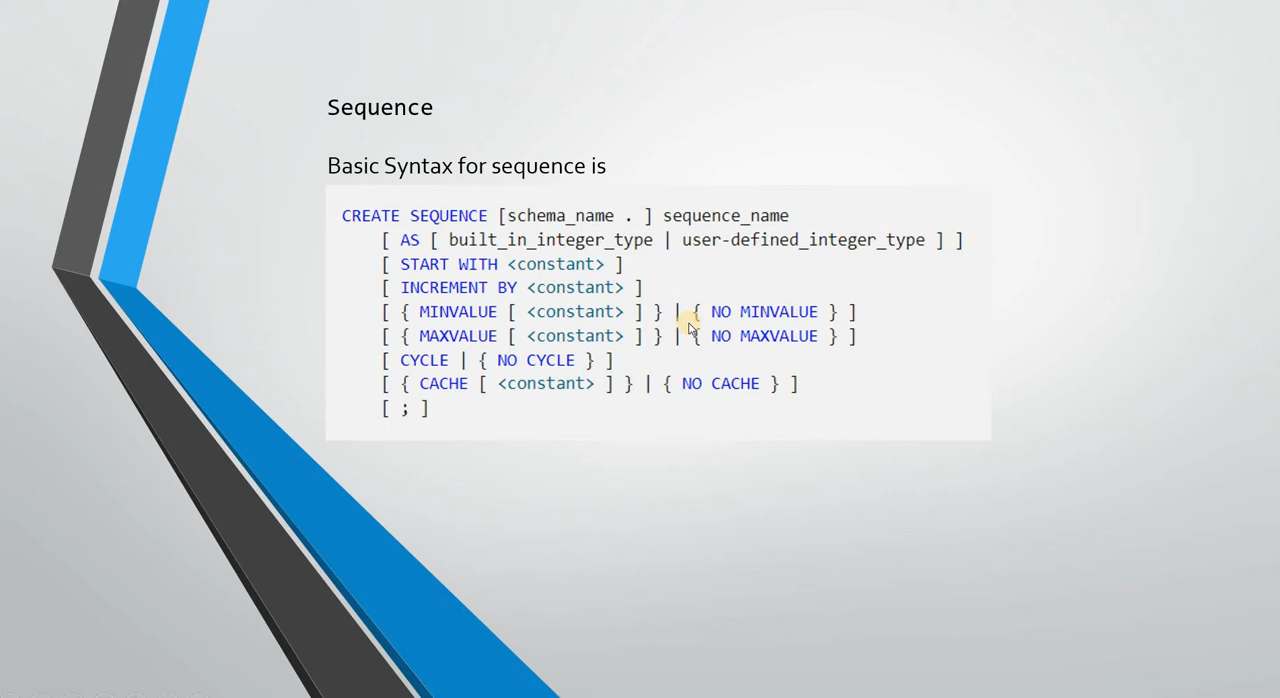 Sequence
Basic Syntax for sequence is
CREATE SEQUENCE [schema_name . ] sequence_name
[ AS [ built_in_integer_type | user-defined_integer_type ] ]
[ START WITH <constant> ]
[ INCREMENT BY <constant> ]
[ { MINVALUE [ <constant> ] } | { NO MINVALUE } ]
[ { MAXVALUE [ <constant> ] } | { NO MAXVALUE } ]
[ CYCLE | { NO CYCLE } ]
[ { CACHE [ <constant> ] } | { NO CACHE } ]
[ ; ]